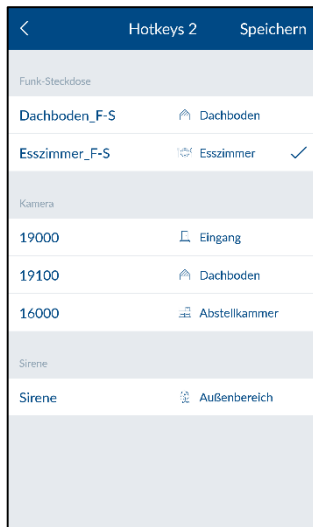 Hotkeys 2 Speichern
Funk-Steckdose
Dachboden_F-S Dachboden
Esszimmer_F-S Esszimmer
Kamera
19000 Eingang
19100 Dachboden
16000 Abstellkammer
Sirene
Sirene Außenbereich